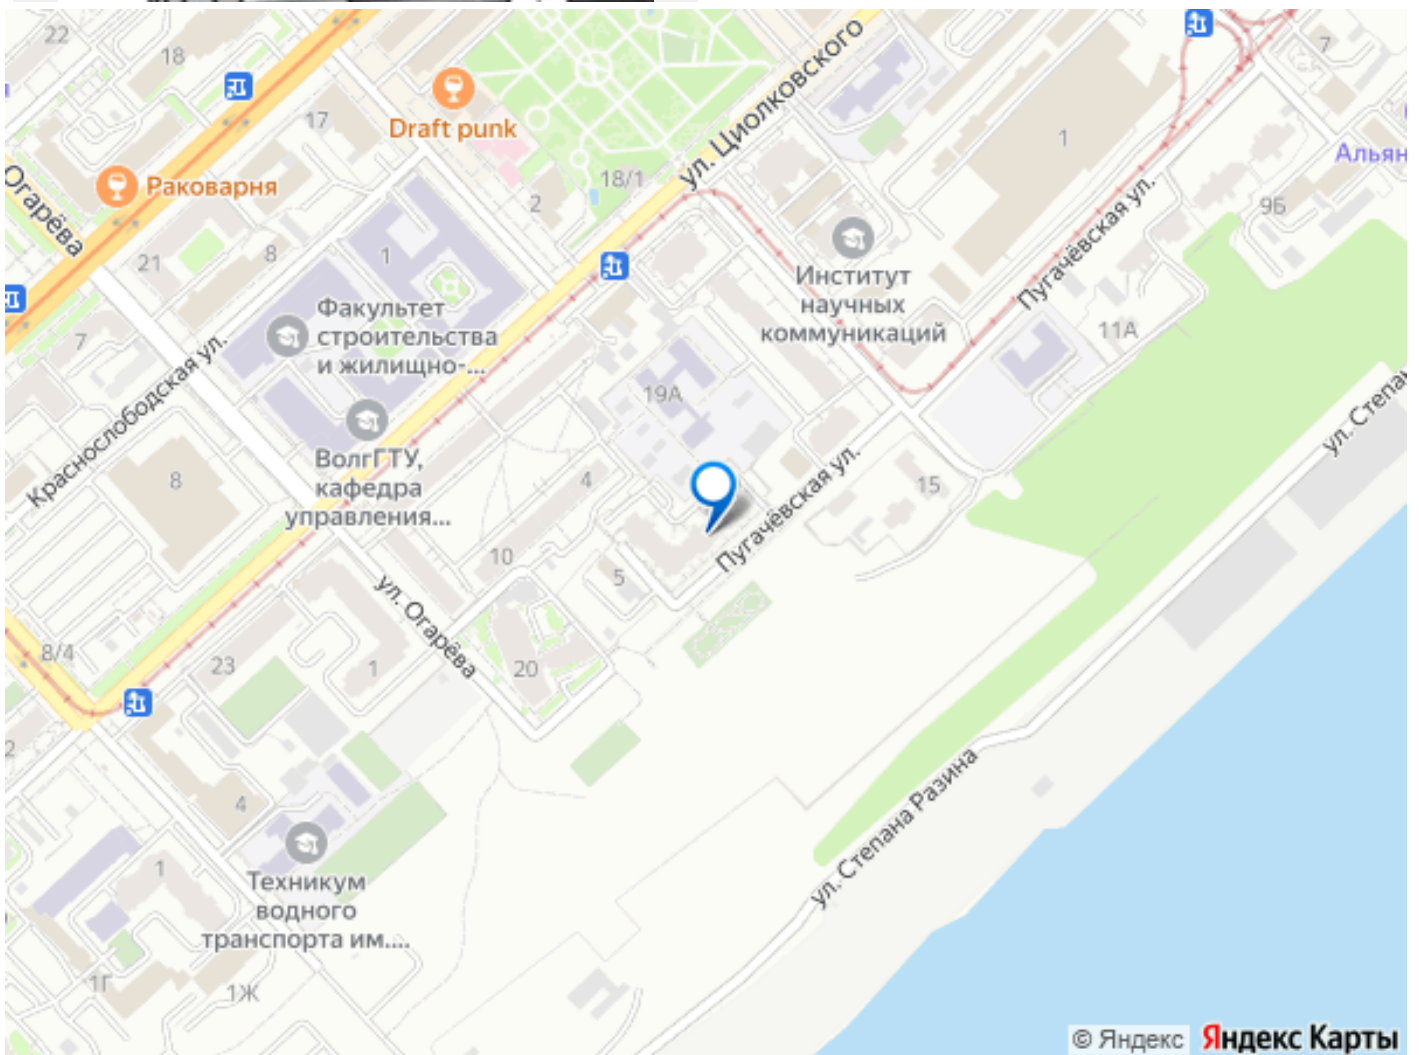 22
18
17
Draft punk
ул. Циолковского
7
1
Альян
Огарёва
Раковарня
18/1
2
9Б
21
8
1
Институт
научных
коммуникаций
Пугачёвская ул.
Факультет
строительства
и жилищно-...
11А
7
Краснослободская ул.
19А
ул. Степан
ВолгГТУ,
кафедра
управления...
8
4
15
Пугачёвская ул.
10
5
ул. Огарёва
8/4
23
1
20
2
4
ул. Степана Разина
1
Техникум
водного
транспорта им....
1Г
1Ж
© Яндекс Яндекс Карты